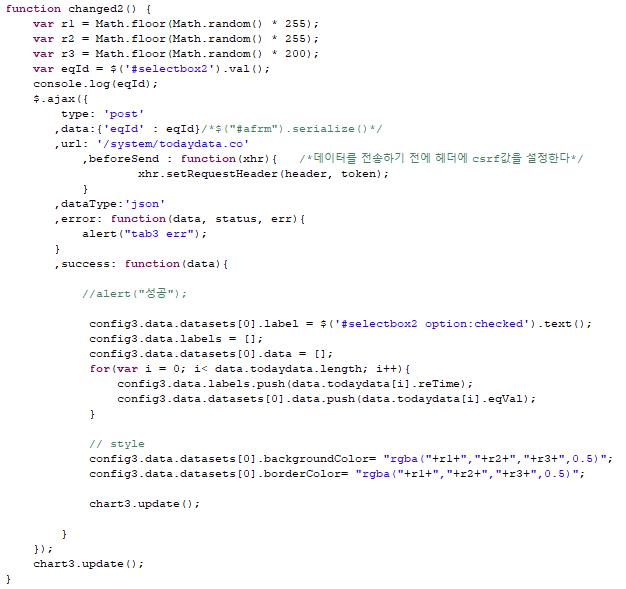 function changed2() {
    var r1 = Math.floor(Math.random() * 255);
    var r2 = Math.floor(Math.random() * 255);
    var r3 = Math.floor(Math.random() * 200);
    var eqId = $('#selectbox2').val();
    console.log(eqId);
    $.ajax({
        type: 'post'
       ,data:{'eqId' : eqId}/*$("#afrm").serialize()*/
       ,url: '/system/todaydata.co'
           ,beforeSend : function(xhr){   /*데이터를 전송하기 전에 헤더에 csrf값을 설정한다*/
                   xhr.setRequestHeader(header, token);
           }
       ,dataType:'json'
       ,error: function(data, status, err){
           alert("tab3 err");
       }
       ,success: function(data){
           //alert("성공");
            config3.data.datasets[0].label = $('#selectbox2 option:checked').text();
            config3.data.labels = [];
            config3.data.datasets[0].data = [];
            for(var i = 0; i< data.todaydata.length; i++){
                config3.data.labels.push(data.todaydata[i].reTime);
                config3.data.datasets[0].data.push(data.todaydata[i].eqVal);
            }
            // style
            config3.data.datasets[0].backgroundColor= "rgba("+r1+","+r2+","+r3+",0.5)";
            config3.data.datasets[0].borderColor= "rgba("+r1+","+r2+","+r3+",0.5)";
            chart3.update();
        }
    });
    chart3.update();
}